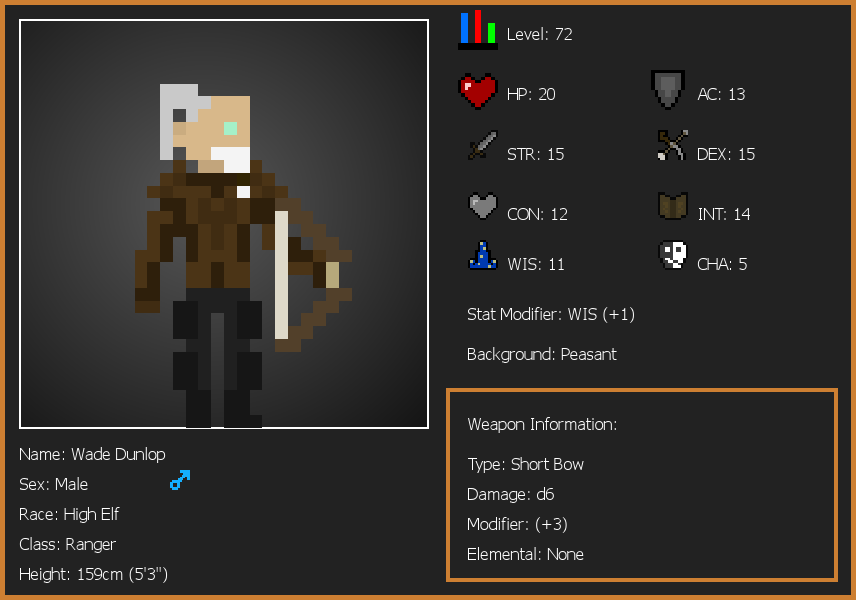 Level: 72
HP: 20
AC: 13
STR: 15
DEX: 15
CON: 12
INT: 14
WIS: 11
CHA: 5
Stat Modifier: WIS (+1)
Background: Peasant
Weapon Information:
Type: Short Bow
Damage: d6
Modifier: (+3)
Elemental: None
Name: Wade Dunlop
Sex: Male
Race: High Elf
Class: Ranger
Height: 159cm (5'3")